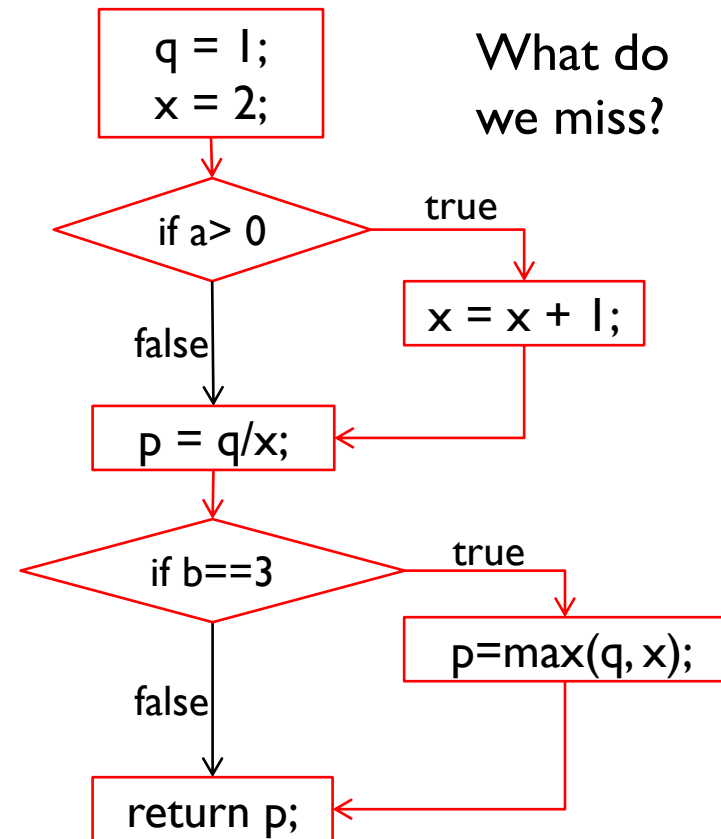 q = 1;
x = 2;
What do
we miss?
if a> 0
true
x = x + 1;
false
p = q/x;
if b==3
true
p=max(q, x);
false
return p;